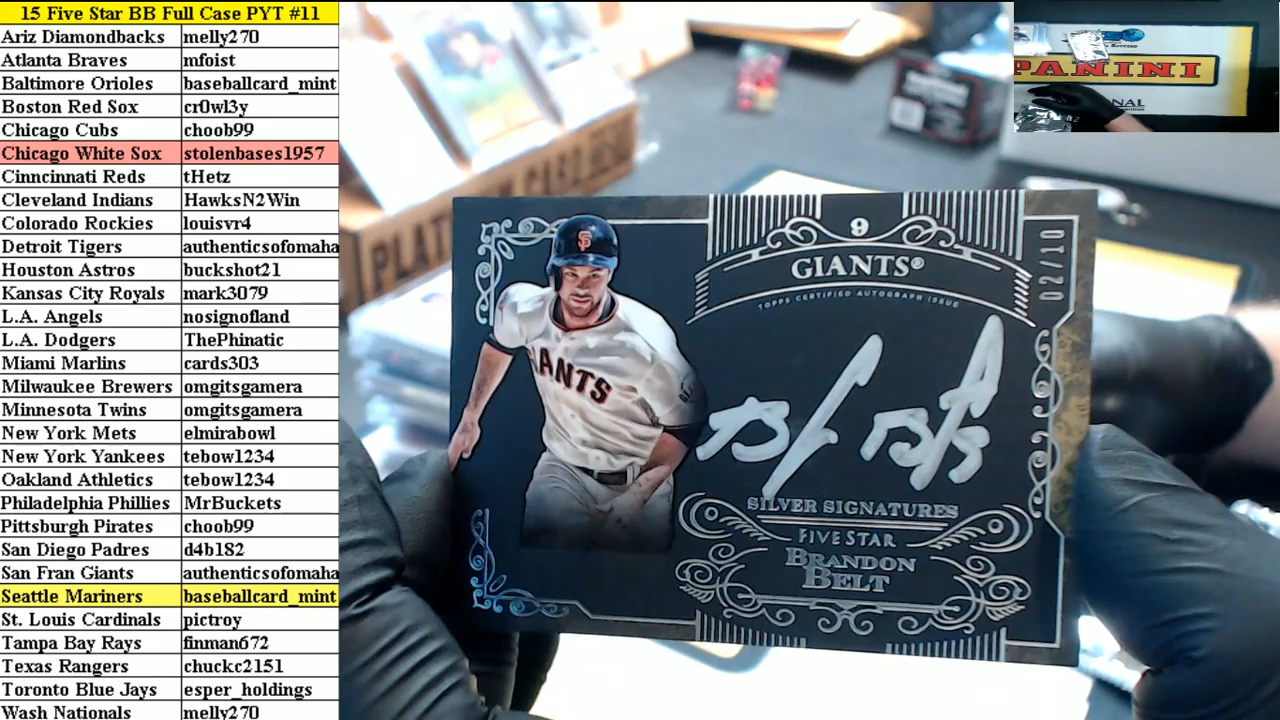 15 Five Star BB Full Case PYT #11
Ariz Diamondbacks melly270
Atlanta Braves mfoist
Baltimore Orioles baseballcard_mint
Boston Red Sox cr0wl3y
Chicago Cubs choob99
Chicago White Sox stolenbases1957
Cinncinnati Reds tHetz
Cleveland Indians HawksN2Win
Colorado Rockies louisvr4
Detroit Tigers authenticsofomaha
Houston Astros buckshot21
Kansas City Royals mark3079
L.A. Angels nosignofland
L.A. Dodgers ThePhinatic
Miami Marlins cards303
Milwaukee Brewers omgitsgamera
Minnesota Twins omgitsgamera
New York Mets elmirabowl
New York Yankees tebow1234
Oakland Athletics tebow1234
Philadelphia Phillies MrBuckets
Pittsburgh Pirates choob99
San Diego Padres d4b182
San Fran Giants authenticsofomaha
Seattle Mariners baseballcard_mint
St. Louis Cardinals pictroy
Tampa Bay Rays finman672
Texas Rangers chuckc2151
Toronto Blue Jays esper_holdings
Wash Nationals melly270
9
GIANTS®
TOPPS CERTIFIED AUTOGRAPH ISSUE
02/10
SF
GIANTS
SILVER SIGNATURES
FIVE STAR
BRANDON
BELT
PANINI